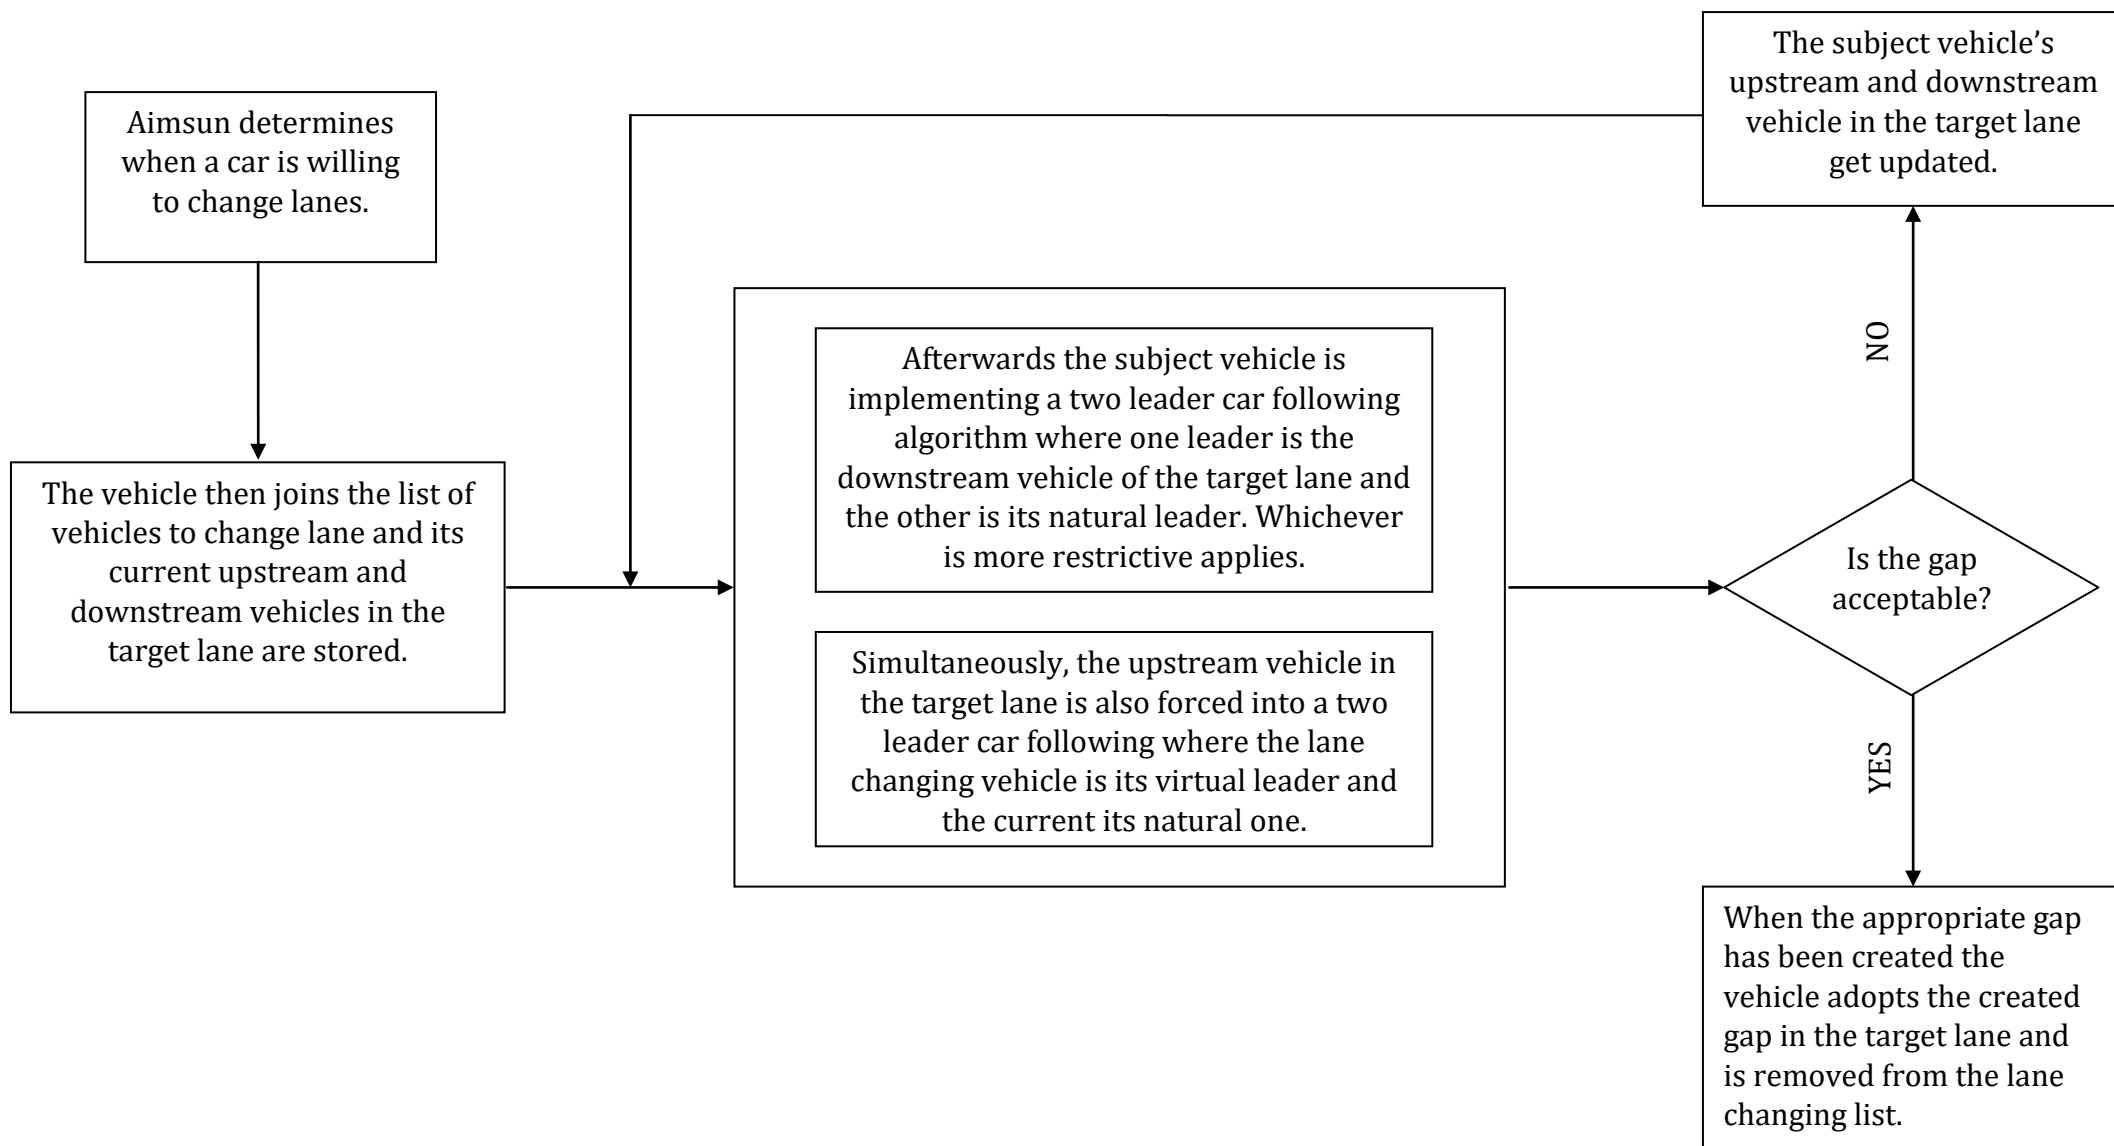 Aimsun determines
when a car is willing
to change lanes.
The vehicle then joins the list of
vehicles to change lane and its
current upstream and
downstream vehicles in the
target lane are stored.
Afterwards the subject vehicle is
implementing a two leader car following
algorithm where one leader is the
downstream vehicle of the target lane and
the other is its natural leader. Whichever
is more restrictive applies.
Simultaneously, the upstream vehicle in
the target lane is also forced into a two
leader car following where the lane
changing vehicle is its virtual leader and
the current its natural one.
Is the gap
acceptable?
NO
The subject vehicle’s
upstream and downstream
vehicle in the target lane
get updated.
YES
When the appropriate gap
has been created the
vehicle adopts the created
gap in the target lane and
is removed from the lane
changing list.